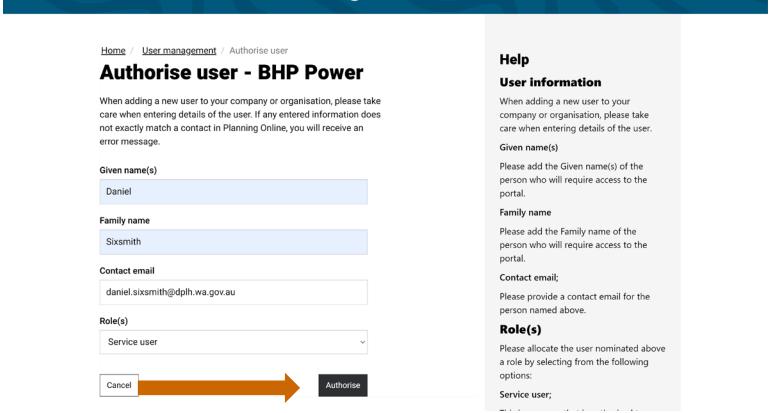 Home / User management / Authorise user
Authorise user - BHP Power
When adding a new user to your company or organisation, please take
care when entering details of the user. If any entered information does
not exactly match a contact in Planning Online, you will receive an
error message.
Given name(s)
Daniel
Family name
Sixsmith
Contact email
daniel.sixsmith@dplh.wa.gov.au
Role(s)
Service user
Cancel
Authorise
Help
User information
When adding a new user to your
company or organisation, please take
care when entering details of the user.
Given name(s)
Please add the Given name(s) of the
person who will require access to the
portal.
Family name
Please add the Family name of the
person who will require access to the
portal.
Contact email;
Please provide a contact email for the
person named above.
Role(s)
Please allocate the user nominated above
a role by selecting from the following
options:
Service user;